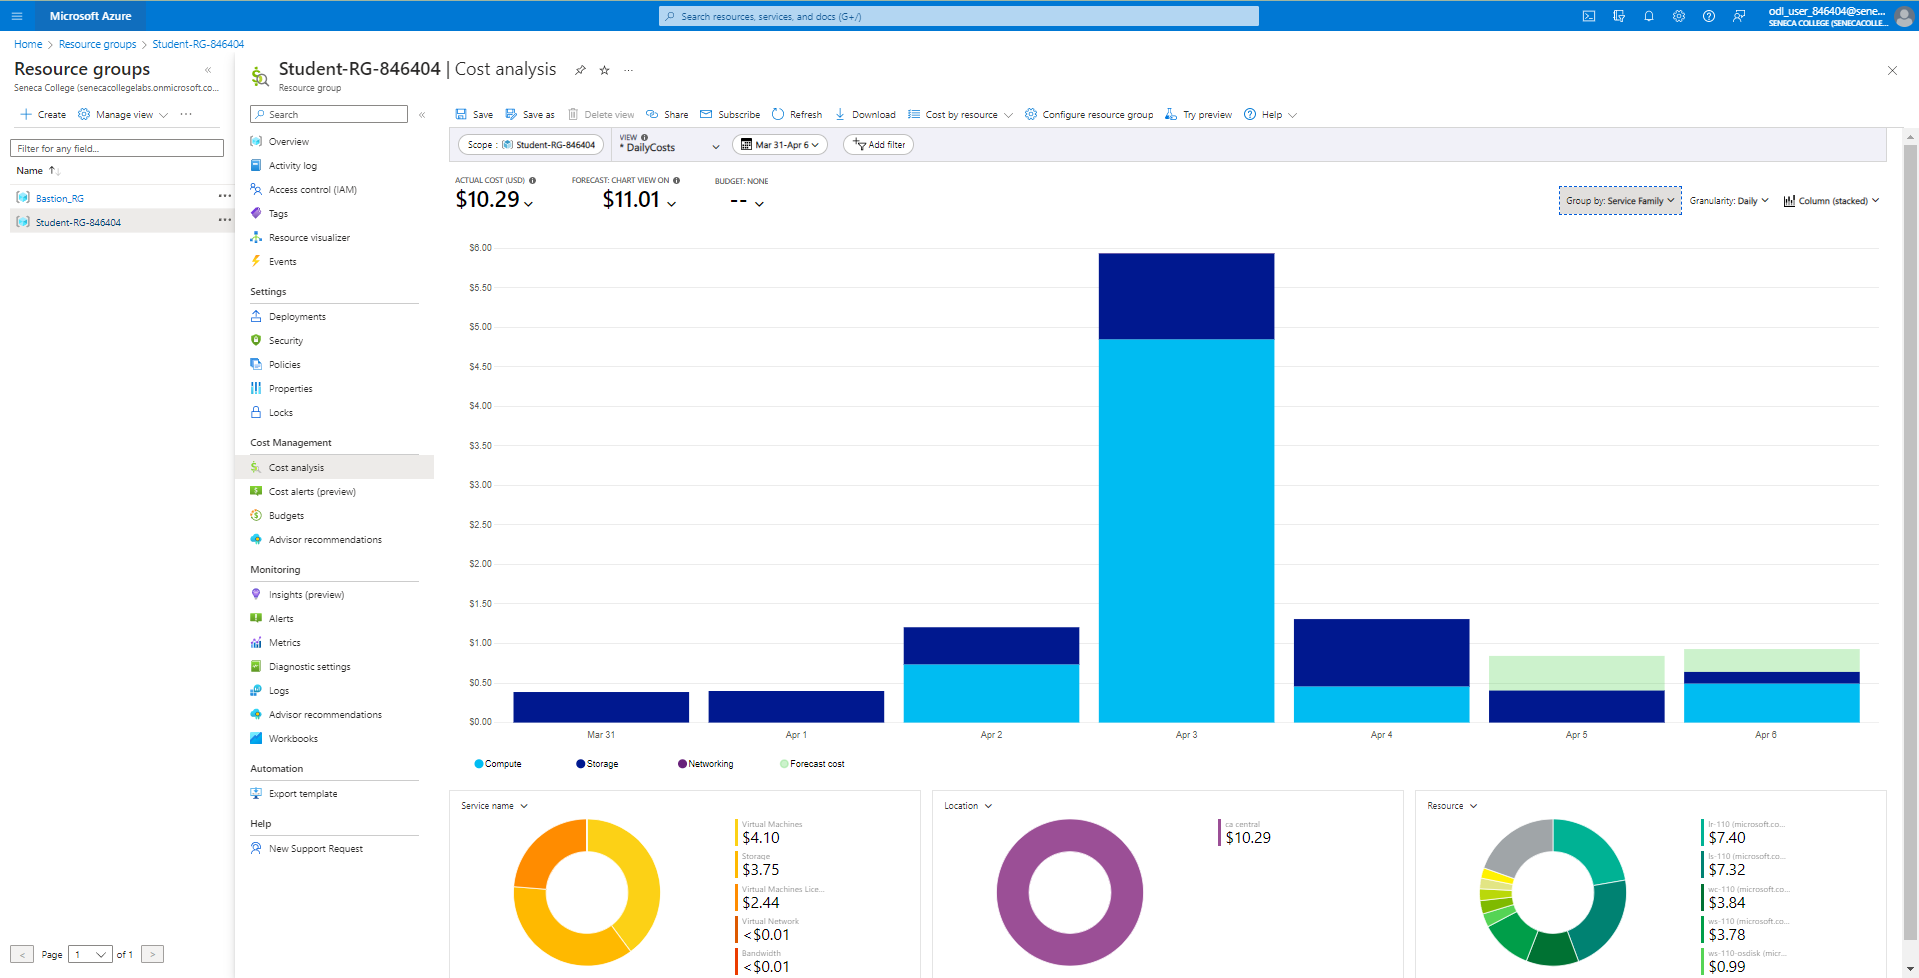 Microsoft Azure
Search resources, services, and docs (G+/)
odl_user_846404@sene...
SENECA COLLEGE (SENECACOLLE...
Home > Resource groups > Student-RG-846404
Resource groups
Seneca College (senecacollegelabs.onmicrosoft.co...
Create
Manage view
Filter for any field...
Name
Bastion_RG
Student-RG-846404
< Page 1 of 1 >
Student-RG-846404 | Cost analysis
Resource group
Search
Overview
Activity log
Access control (IAM)
Tags
Resource visualizer
Events
Settings
Deployments
Security
Policies
Properties
Locks
Cost Management
Cost analysis
Cost alerts (preview)
Budgets
Advisor recommendations
Monitoring
Insights (preview)
Alerts
Metrics
Diagnostic settings
Logs
Advisor recommendations
Workbooks
Automation
Export template
Help
New Support Request
Save Save as Delete view Share Subscribe Refresh Download Cost by resource Configure resource group Try preview Help
Scope : Student-RG-846404
VIEW
* DailyCosts
Mar 31-Apr 6
Add filter
ACTUAL COST (USD)
$10.29
FORECAST: CHART VIEW ON
$11.01
BUDGET: NONE
--
Group by: Service Family
Granularity: Daily
Column (stacked)
$6.00
$5.50
$5.00
$4.50
$4.00
$3.50
$3.00
$2.50
$2.00
$1.50
$1.00
$0.50
$0.00
Mar 31 Apr 1 Apr 2 Apr 3 Apr 4 Apr 5 Apr 6
Compute Storage Networking Forecast cost
Service name
Virtual Machines
$4.10
Storage
$3.75
Virtual Machines Lice...
$2.44
Virtual Network
<$0.01
Bandwidth
<$0.01
Location
ca central
$10.29
Resource
lr-110 (microsoft.co...
$7.40
ls-110 (microsoft.co...
$7.32
wc-110 (microsoft.co...
$3.84
ws-110 (microsoft.co...
$3.78
ws-110-osdisk (micr...
$0.99